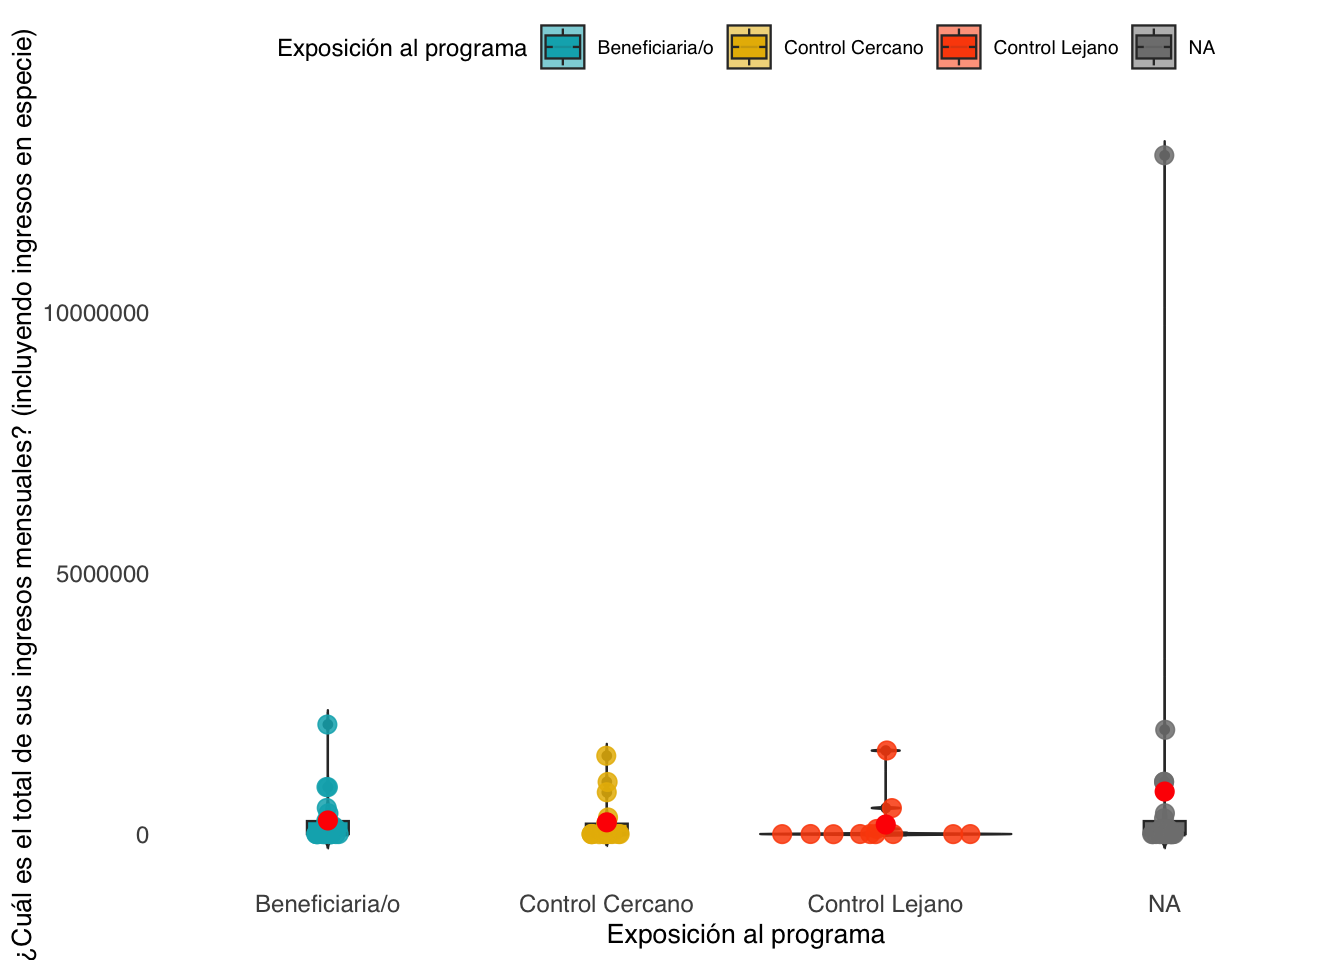 Exposición al programa
Beneficiaria/o
Control Cercano
Control Lejano
NA
¿Cuál es el total de sus ingresos mensuales? (incluyendo ingresos en especie)
10000000
5000000
0
Beneficiaria/o
Control Cercano
Control Lejano
NA
Exposición al programa